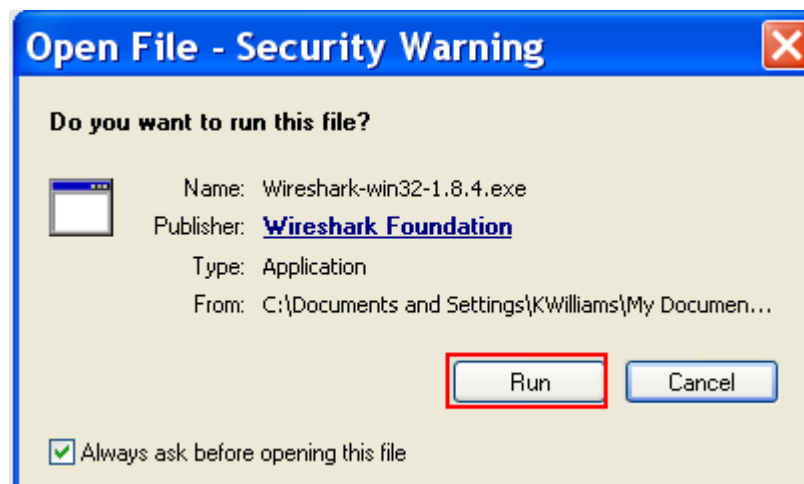 Open File - Security Warning
Do you want to run this file?
Name: Wireshark-win32-1.8.4.exe
Publisher: Wireshark Foundation
Type: Application
From: C:\Documents and Settings\KWilliams\My Documen...
Run Cancel
Always ask before opening this file